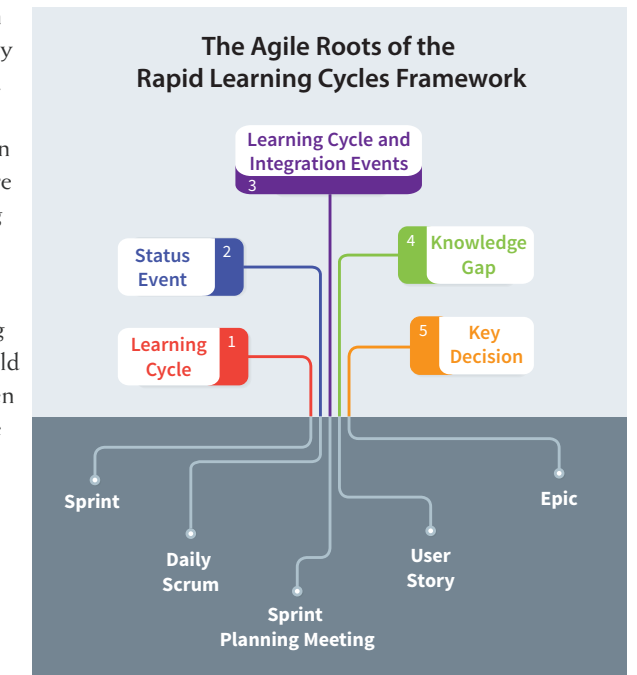 The Agile Roots of the
Rapid Learning Cycles Framework
Learning Cycle and
Integration Events
3
Status
Event
2
4
Knowledge
Gap
Learning
Cycle
1
5
Key
Decision
Sprint
Epic
Daily
Scrum
User
Story
Sprint
Planning Meeting